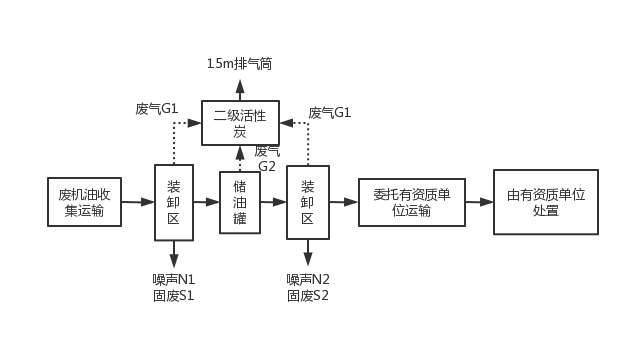 15m排气筒
废气G1
二级活性
炭
废气G1
废气
G2
废机油收
集运输
装
卸
区
储
油
罐
装
卸
区
委托有资质单
位运输
由有资质单位
处置
噪声N1
固废S1
噪声N2
固废S2